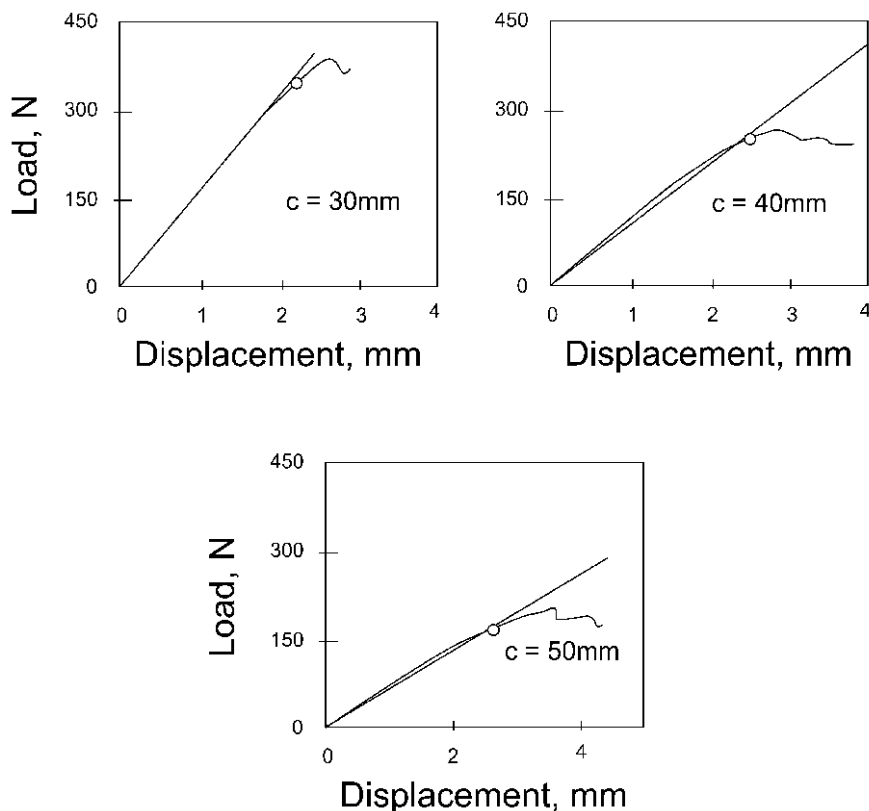 450
300
150
0
Load, N
c = 30mm
0 1 2 3 4
Displacement, mm
450
300
150
0
Load, N
c = 40mm
0 1 2 3 4
Displacement, mm
450
300
150
0
Load, N
c = 50mm
0 2 4
Displacement, mm